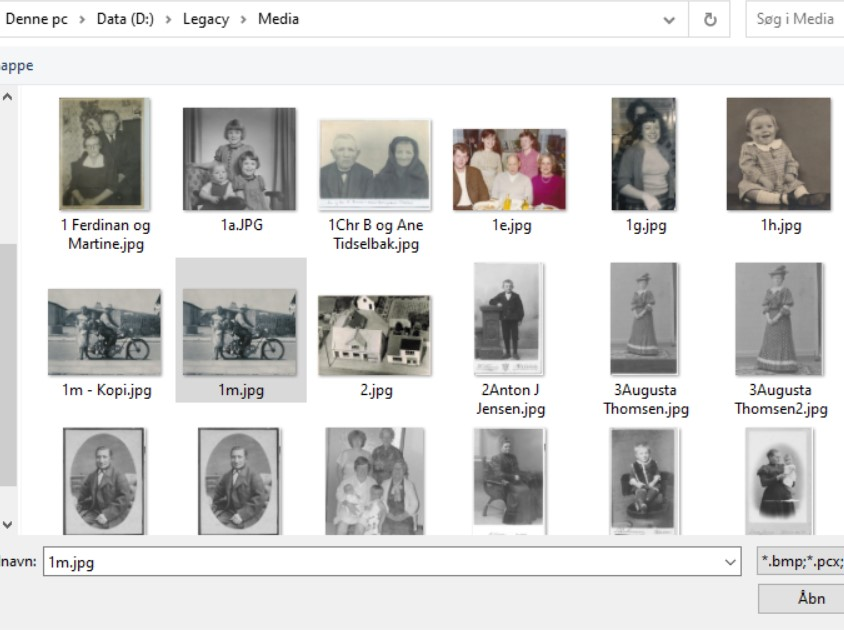 Denne pc > Data (D:) > Legacy > Media
Søg i Media
appe
1 Ferdinan og
Martine.jpg
1a.JPG
1Chr B og Ane
Tidselbak.jpg
1e.jpg
1g.jpg
1h.jpg
1m - Kopi.jpg
1m.jpg
2.jpg
2Anton J
Jensen.jpg
3Augusta
Thomsen.jpg
3Augusta
Thomsen2.jpg
lnavn:
1m.jpg
*.bmp;*.pcx;
Åbn